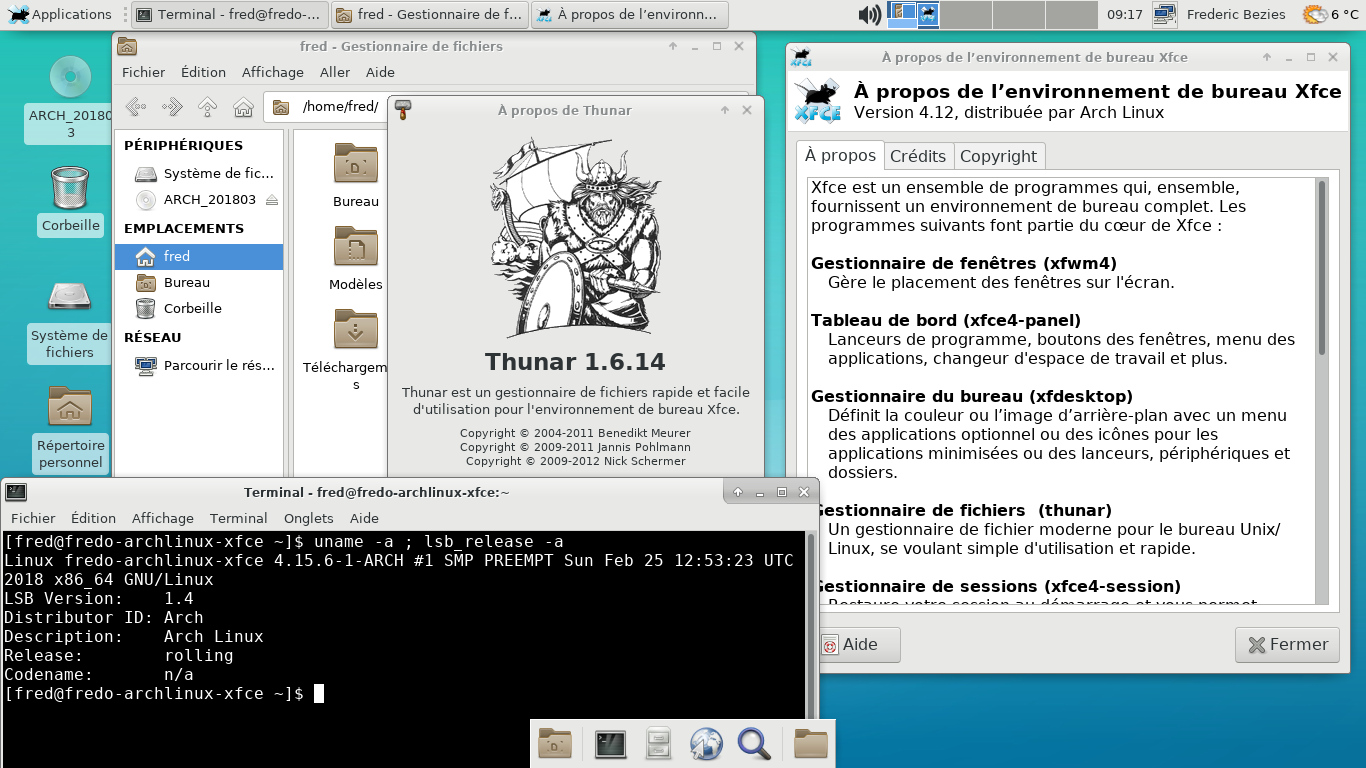 Applications
Terminal - fred@fredo-...
fred - Gestionnaire de f...
À propos de l’environn...
09:17
Frederic Bezies
6 °C
ARCH_20180
3
Corbeille
Système de
fichiers
Répertoire
personnel
fred - Gestionnaire de fichiers
Fichier Édition Affichage Aller Aide
/home/fred/
PÉRIPHÉRIQUES
Système de fic...
ARCH_201803
EMPLACEMENTS
fred
Bureau
Corbeille
RÉSEAU
Parcourir le rés...
Bureau
Modèles
Téléchargem
s
À propos de Thunar
Thunar 1.6.14
Thunar est un gestionnaire de fichiers rapide et facile
d'utilisation pour l'environnement de bureau Xfce.
Copyright © 2004-2011 Benedikt Meurer
Copyright © 2009-2011 Jannis Pohlmann
Copyright © 2009-2012 Nick Schermer
À propos de l’environnement de bureau Xfce
XFCE
À propos de l’environnement de bureau Xfce
Version 4.12, distribuée par Arch Linux
À propos Crédits Copyright
Xfce est un ensemble de programmes qui, ensemble,
fournissent un environnement de bureau complet. Les
programmes suivants font partie du cœur de Xfce :
Gestionnaire de fenêtres (xfwm4)
Gère le placement des fenêtres sur l'écran.
Tableau de bord (xfce4-panel)
Lanceurs de programme, boutons des fenêtres, menu des
applications, changeur d'espace de travail et plus.
Gestionnaire du bureau (xfdesktop)
Définit la couleur ou l’image d’arrière-plan avec un menu
des applications optionnel ou des icônes pour les
applications minimisées ou des lanceurs, périphériques et
dossiers.
Gestionnaire de fichiers  (thunar)
Un gestionnaire de fichier moderne pour le bureau Unix/
Linux, se voulant simple d'utilisation et rapide.
Gestionnaire de sessions (xfce4-session)
Restaure votre session au démarrage et vous permet
Aide
Fermer
Terminal - fred@fredo-archlinux-xfce:~
Fichier Édition Affichage Terminal Onglets Aide
[fred@fredo-archlinux-xfce ~]$ uname -a ; lsb_release -a
Linux fredo-archlinux-xfce 4.15.6-1-ARCH #1 SMP PREEMPT Sun Feb 25 12:53:23 UTC
2018 x86_64 GNU/Linux
LSB Version:    1.4
Distributor ID: Arch
Description:    Arch Linux
Release:        rolling
Codename:       n/a
[fred@fredo-archlinux-xfce ~]$